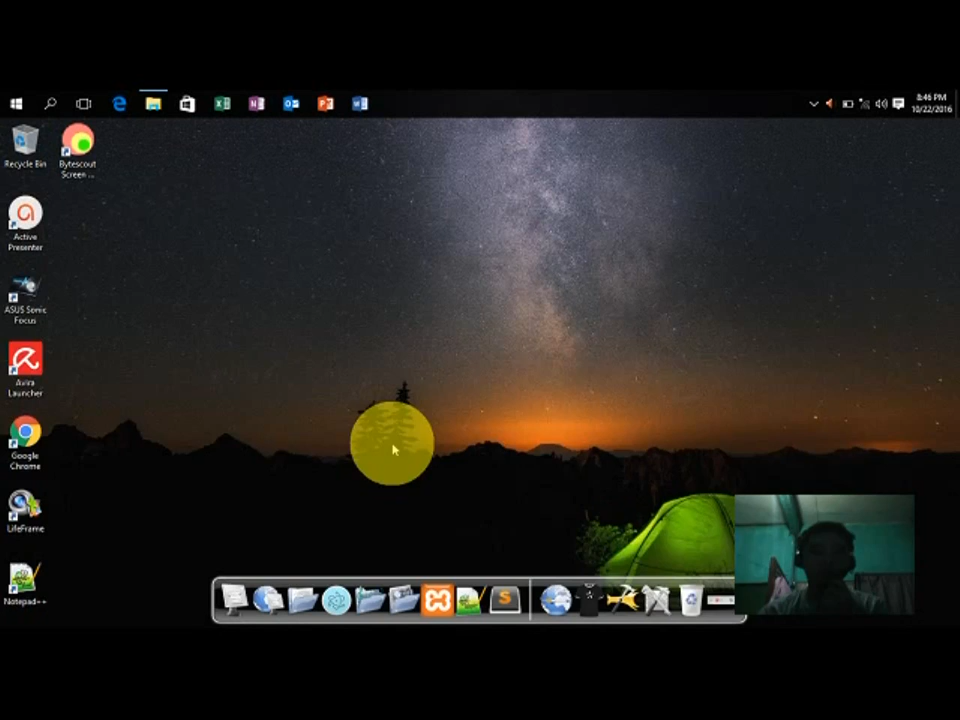 8:46 PM
10/22/2016
Recycle Bin
Bytescout
Screen ...
Active
Presenter
ASUS Sonic
Focus
Avira
Launcher
Google
Chrome
LifeFrame
Notepad++